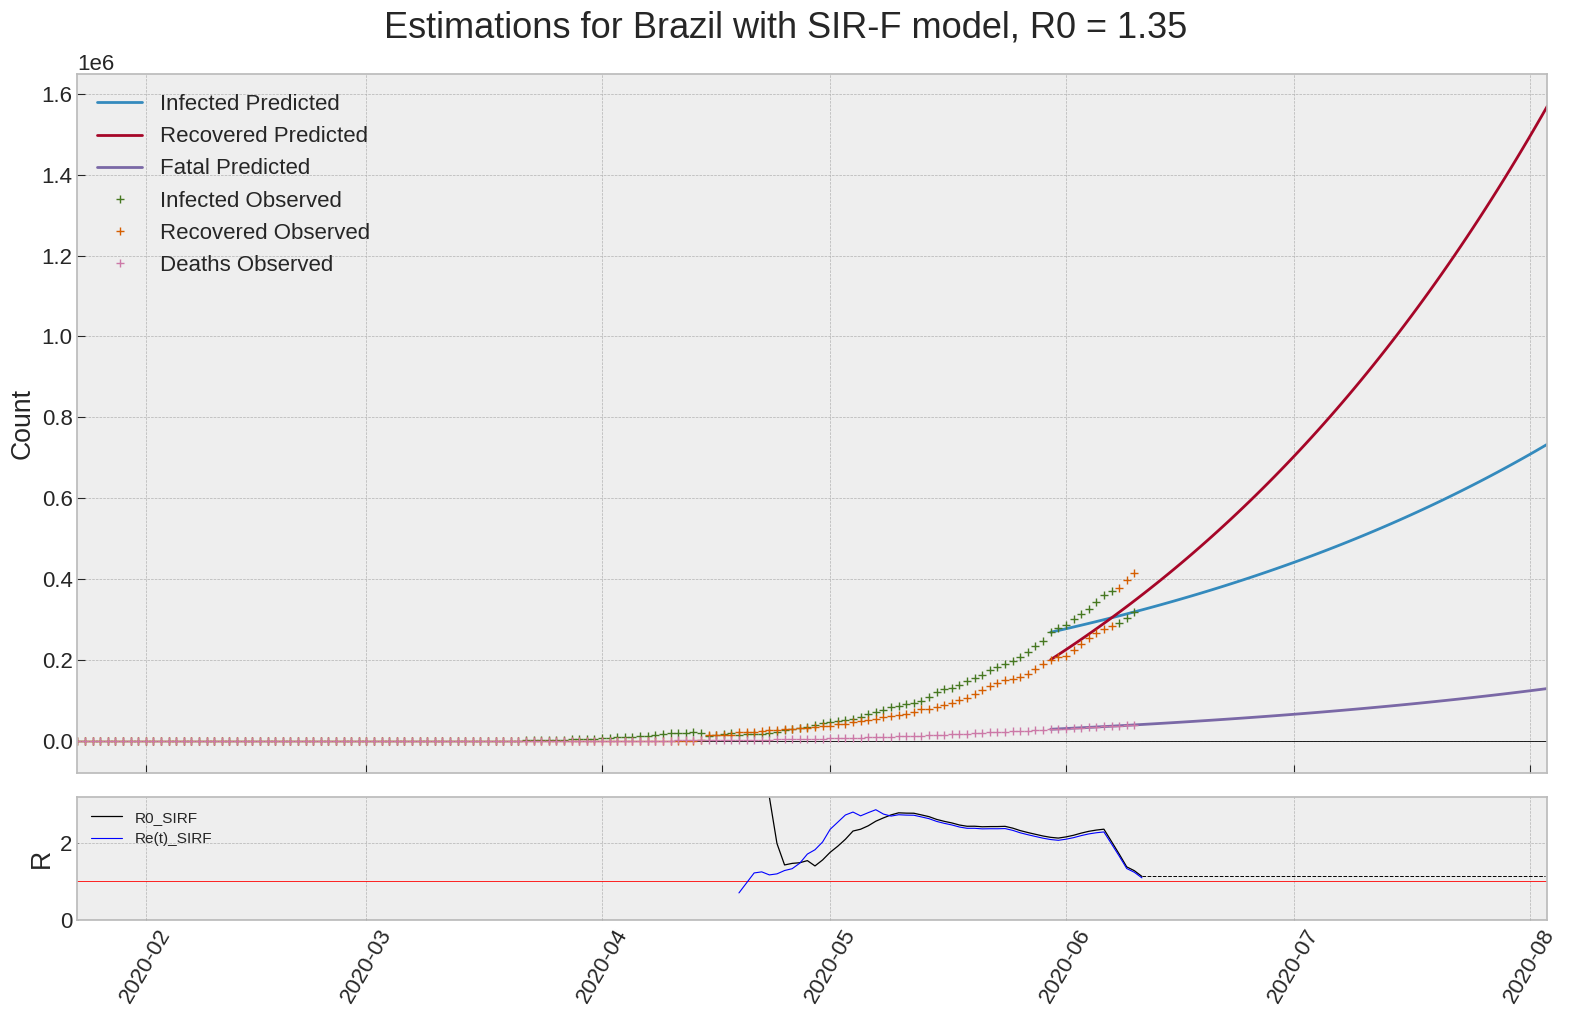 Estimations for Brazil with SIR-F model, R0 = 1.35
1e6
1.6
1.4
1.2
1.0
0.8
0.6
0.4
0.2
0.0
Count
Infected Predicted
Recovered Predicted
Fatal Predicted
Infected Observed
Recovered Observed
Deaths Observed
R0_SIRF
Re(t)_SIRF
2
0
R
2020-02
2020-03
2020-04
2020-05
2020-06
2020-07
2020-08